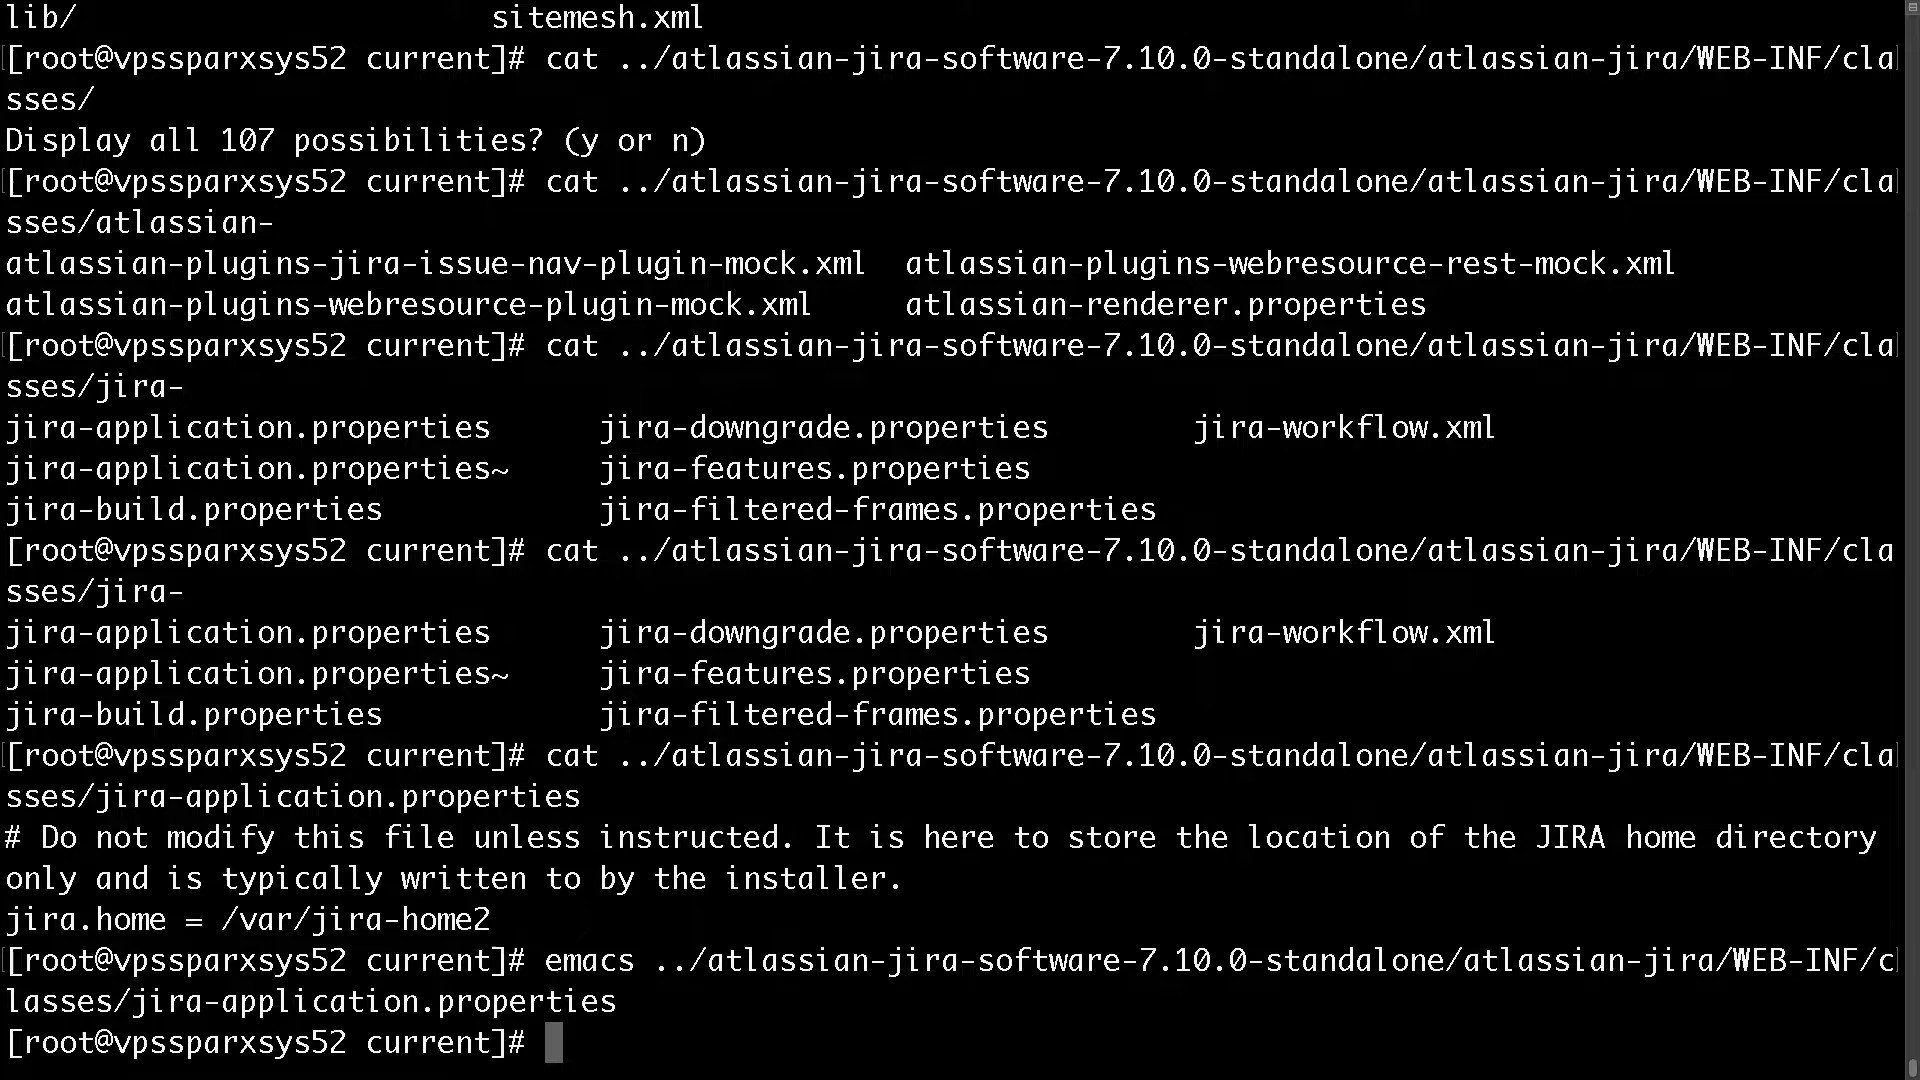 lib/                       sitemesh.xml
[root@vpssparxsys52 current]# cat ../atlassian-jira-software-7.10.0-standalone/atlassian-jira/WEB-INF/cla
sses/
Display all 107 possibilities? (y or n)
[root@vpssparxsys52 current]# cat ../atlassian-jira-software-7.10.0-standalone/atlassian-jira/WEB-INF/cla
sses/atlassian-
atlassian-plugins-jira-issue-nav-plugin-mock.xml  atlassian-plugins-webresource-rest-mock.xml
atlassian-plugins-webresource-plugin-mock.xml     atlassian-renderer.properties
[root@vpssparxsys52 current]# cat ../atlassian-jira-software-7.10.0-standalone/atlassian-jira/WEB-INF/cla
sses/jira-
jira-application.properties      jira-downgrade.properties        jira-workflow.xml
jira-application.properties~     jira-features.properties
jira-build.properties            jira-filtered-frames.properties
[root@vpssparxsys52 current]# cat ../atlassian-jira-software-7.10.0-standalone/atlassian-jira/WEB-INF/cla
sses/jira-
jira-application.properties      jira-downgrade.properties        jira-workflow.xml
jira-application.properties~     jira-features.properties
jira-build.properties            jira-filtered-frames.properties
[root@vpssparxsys52 current]# cat ../atlassian-jira-software-7.10.0-standalone/atlassian-jira/WEB-INF/cla
sses/jira-application.properties
# Do not modify this file unless instructed. It is here to store the location of the JIRA home directory
only and is typically written to by the installer.
jira.home = /var/jira-home2
[root@vpssparxsys52 current]# emacs ../atlassian-jira-software-7.10.0-standalone/atlassian-jira/WEB-INF/c
lasses/jira-application.properties
[root@vpssparxsys52 current]#